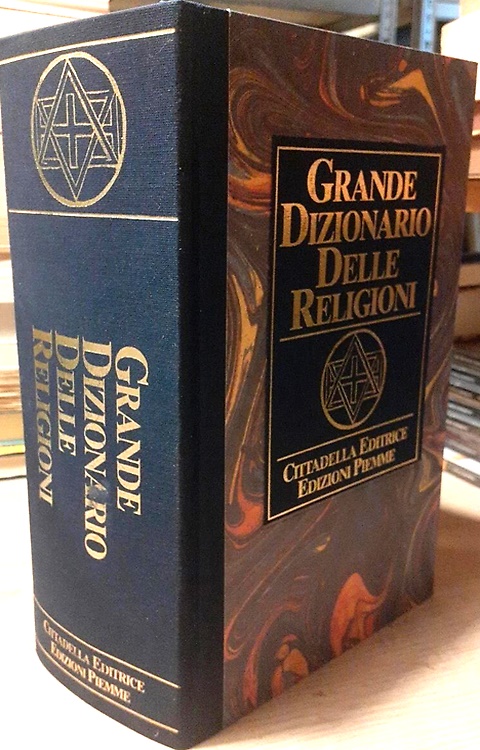 GRANDE
DIZIONARIO
DELLE
RELIGIONI
CITTADELLA EDITRICE
EDIZIONI PIEMME
GRANDE
DIZIONARIO
DELLE
RELIGIONI
CITTADELLA EDITRICE
EDIZIONI PIEMME